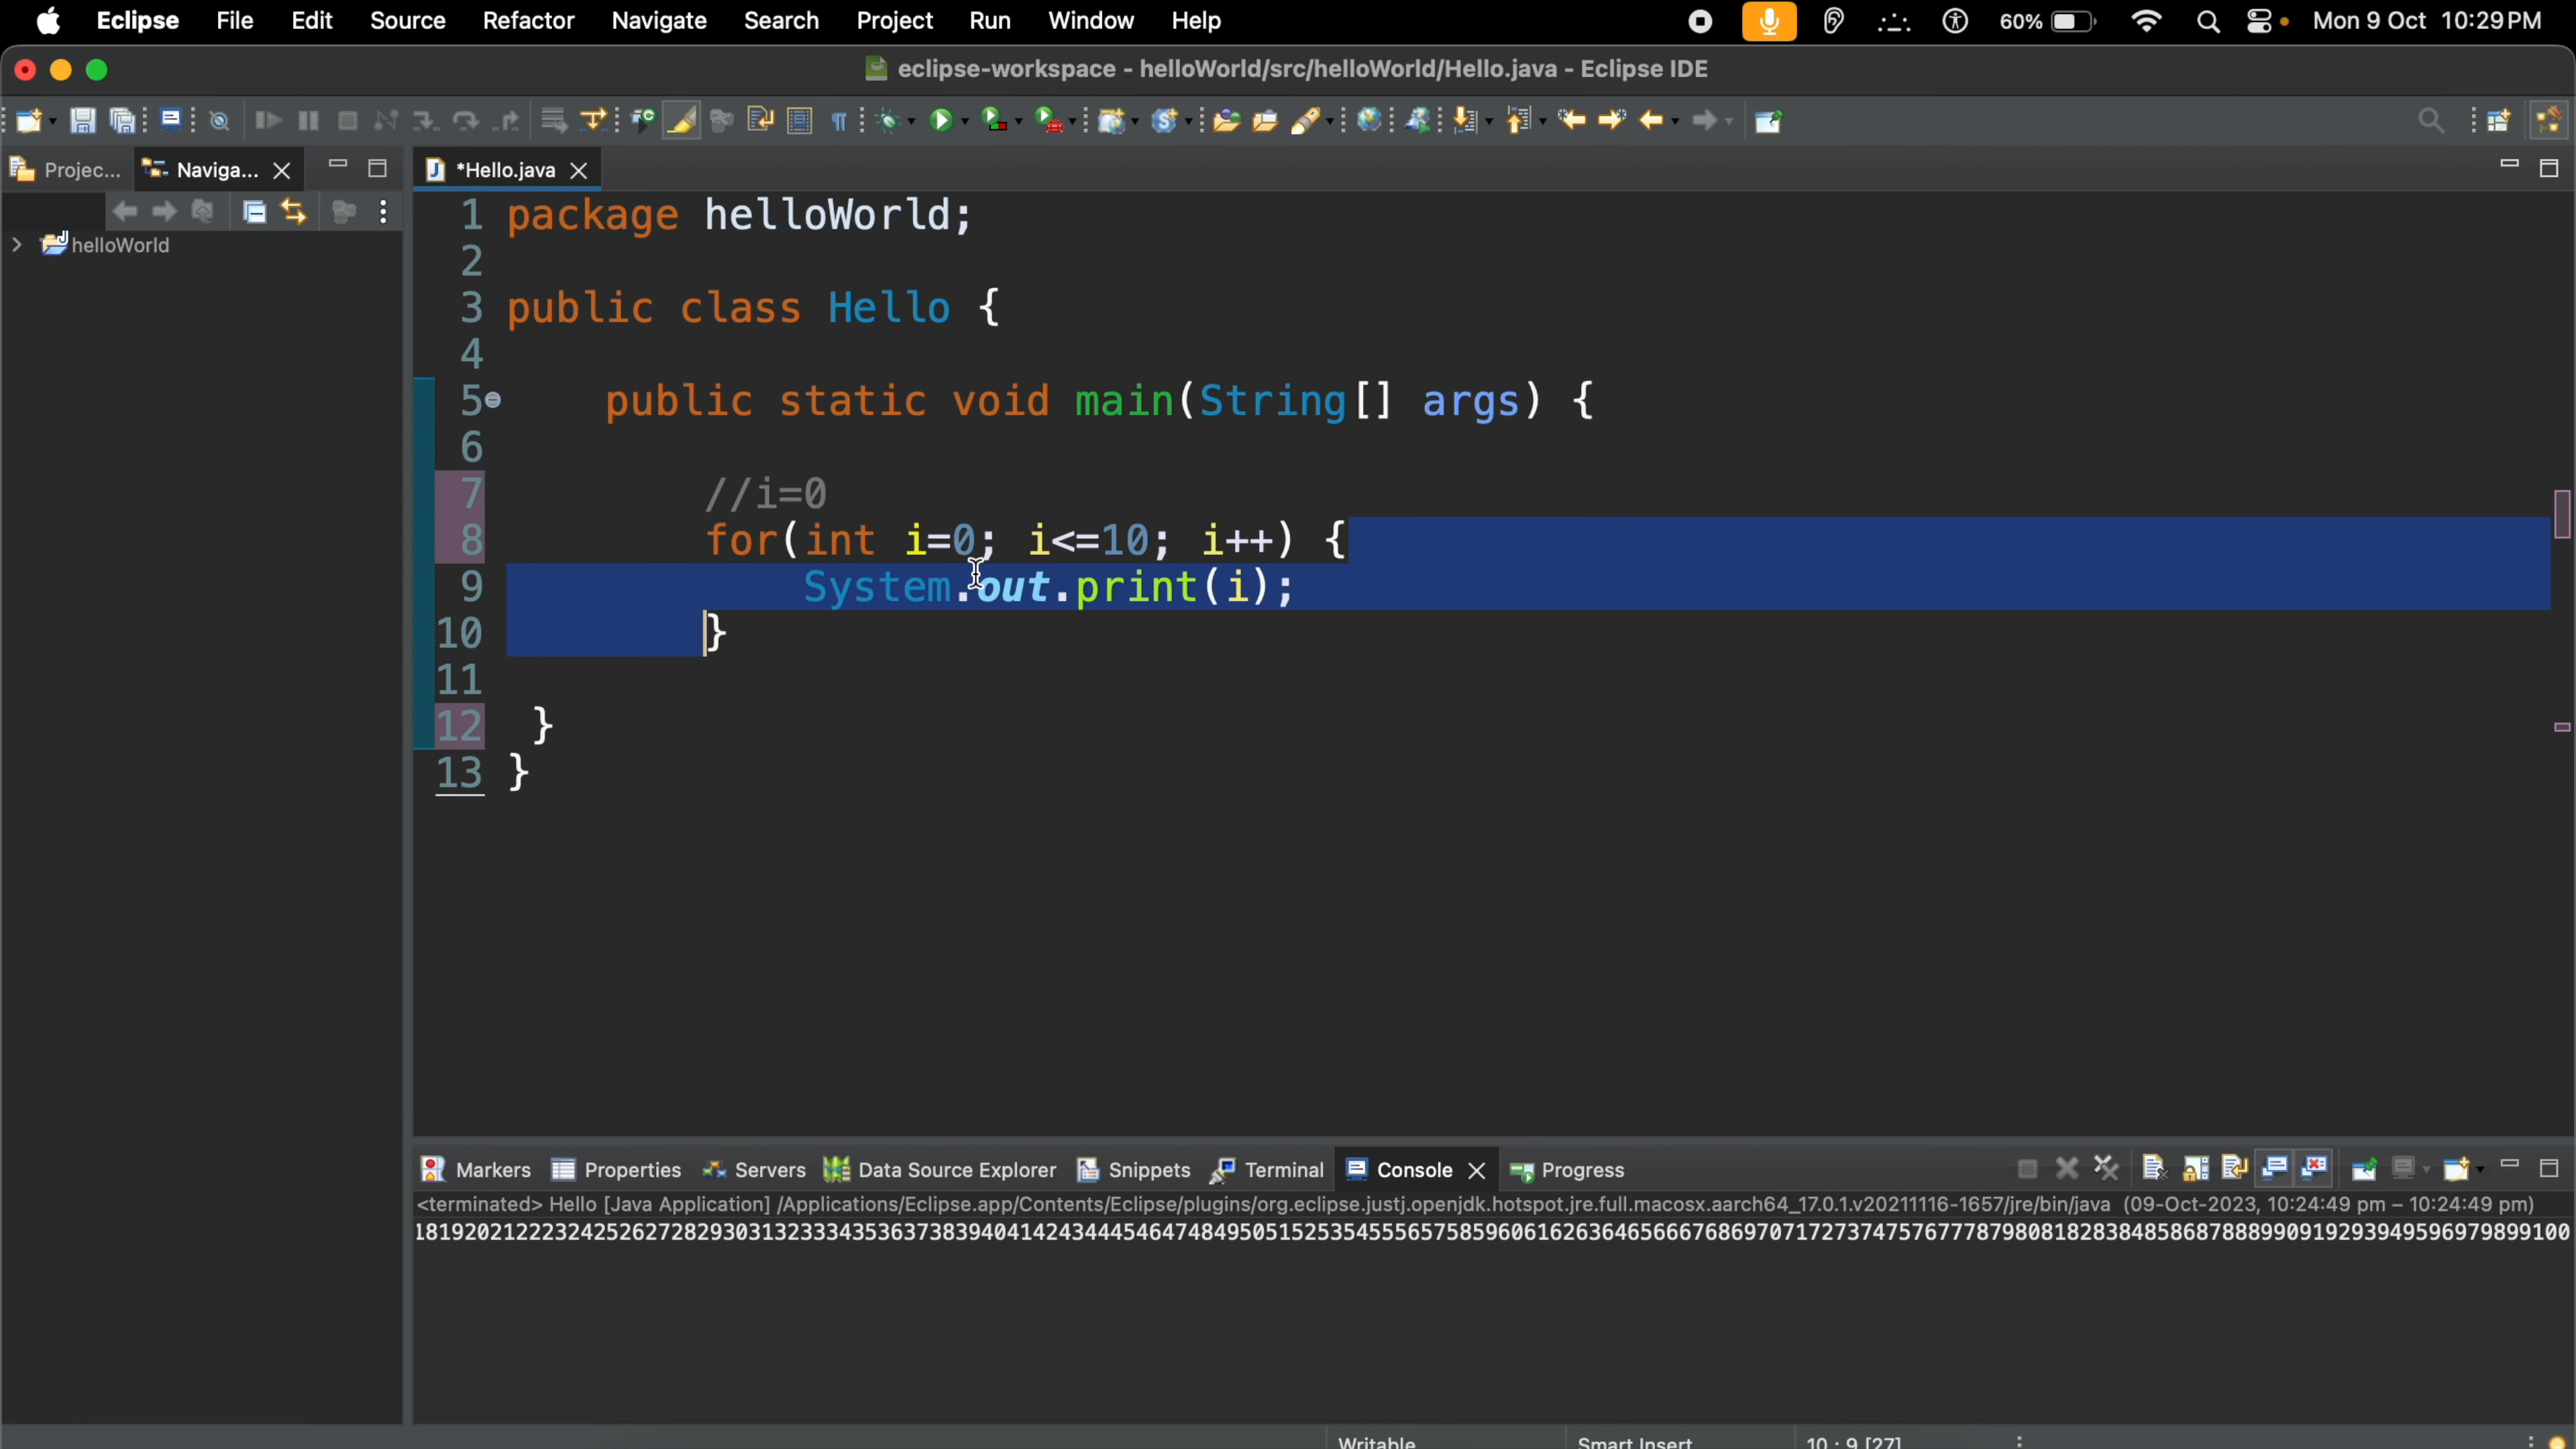 Eclipse File Edit Source Refactor Navigate Search Project Run Window Help 60% Mon 9 Oct 10:29 PM
eclipse-workspace - helloWorld/src/helloWorld/Hello.java - Eclipse IDE
Projec... Naviga... *Hello.java
helloWorld
1 package helloWorld;
2
3 public class Hello {
4
5 public static void main(String[] args) {
6
7 //i=0
8 for(int i=0; i<=10; i++) {
9 System.out.print(i);
10 }
11
12 }
13 }
Markers Properties Servers Data Source Explorer Snippets Terminal Console Progress
<terminated> Hello [Java Application] /Applications/Eclipse.app/Contents/Eclipse/plugins/org.eclipse.justj.openjdk.hotspot.jre.full.macosx.aarch64_17.0.1.v20211116-1657/jre/bin/java (09-Oct-2023, 10:24:49 pm – 10:24:49 pm)
18192021222324252627282930313233343536373839404142434445464748495051525354555657585960616263646566676869707172737475767778798081828384858687888990919293949596979899100
Writable Smart Insert 10 : 9 [27]